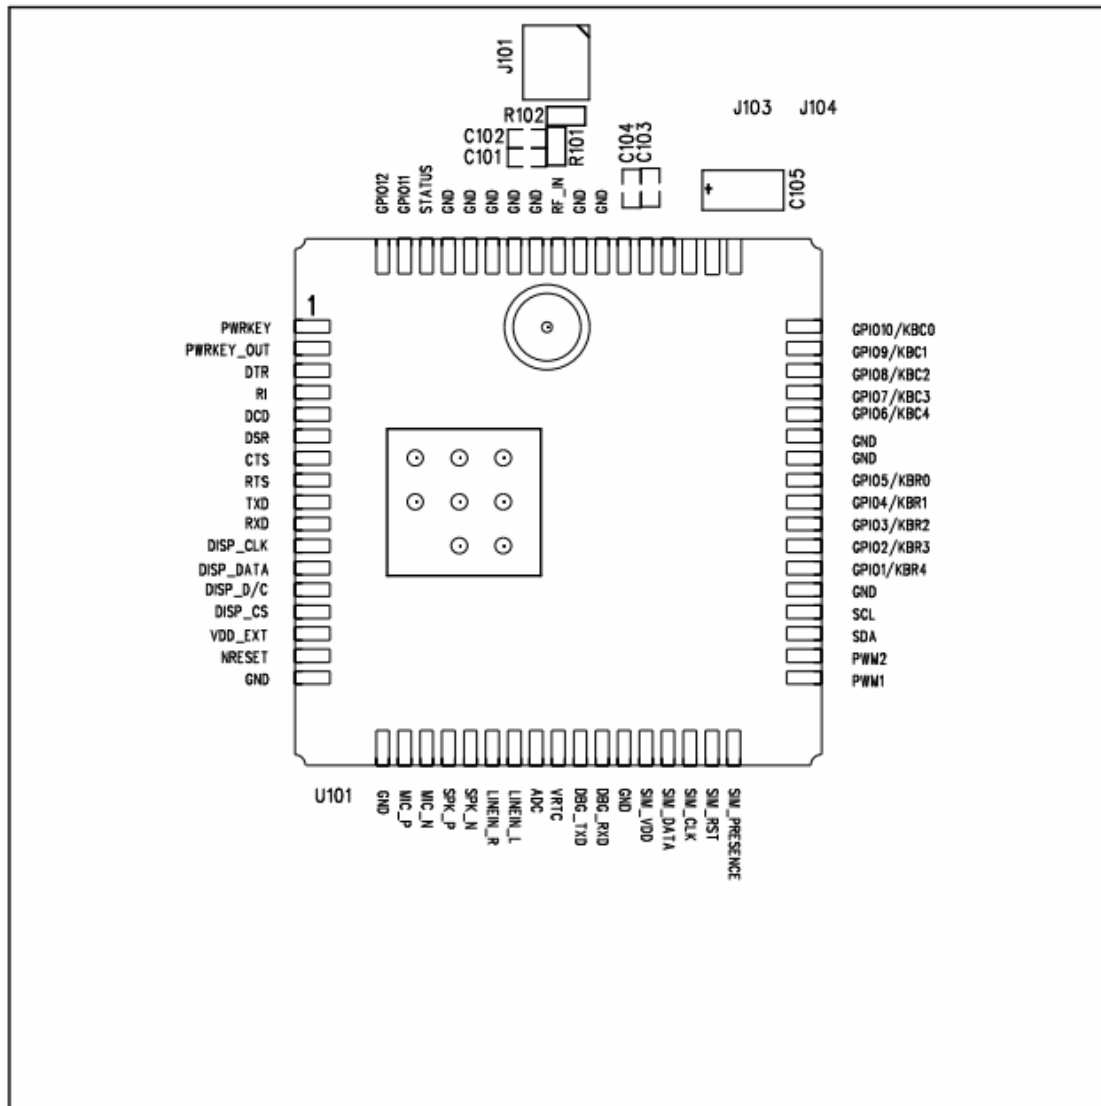 J101
J103 J104
R102
C102
C101
R101
C104
C103
C105
GPIO12
GPIO11
STATUS
GND
GND
GND
GND
GND
RF_IN
GND
GND
1
PWRKEY
PWRKEY_OUT
DTR
RI
DCD
DSR
CTS
RTS
TXD
RXD
DISP_CLK
DISP_DATA
DISP_D/C
DISP_CS
VDD_EXT
NRESET
GND
GPIO10/KBC0
GPIO9/KBC1
GPIO8/KBC2
GPIO7/KBC3
GPIO6/KBC4
GND
GND
GPIO5/KBR0
GPIO4/KBR1
GPIO3/KBR2
GPIO2/KBR3
GPIO1/KBR4
GND
SCL
SDA
PWM2
PWM1
U101
GND
MIC_P
MIC_N
SPK_P
SPK_N
LINEIN_R
LINEIN_L
ADC
VRTC
DBG_TXD
DBG_RXD
GND
SIM_VDD
SIM_DATA
SIM_CLK
SIM_RST
SIM_PRESENCE